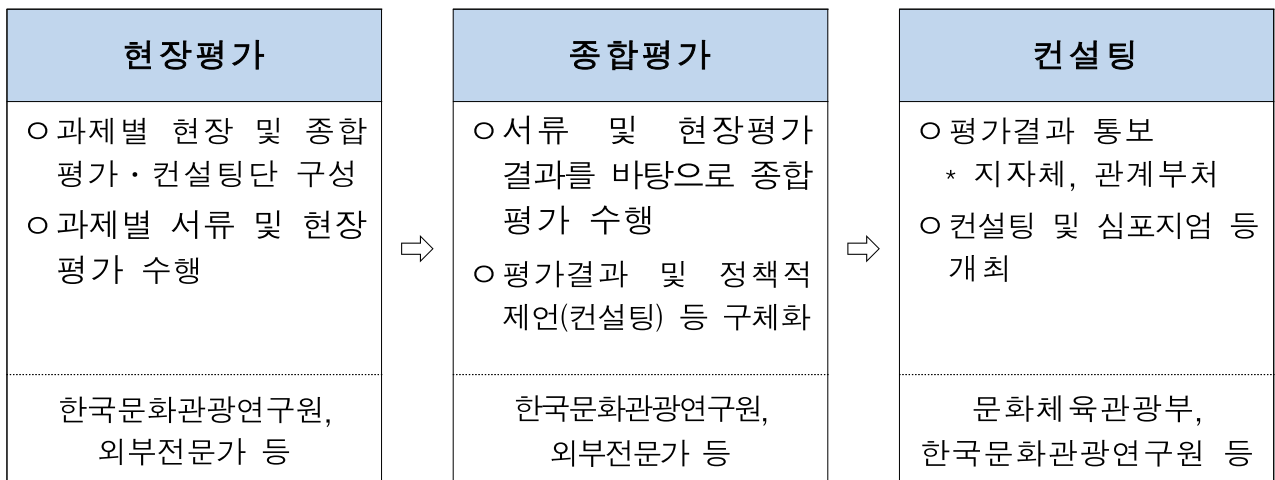 현장평가
ㅇ과제별 현장 및 종합
평가·컨설팅단 구성
ㅇ과제별 서류 및 현장
평가 수행
한국문화관광연구원,
외부전문가 등
⇨
종합평가
ㅇ서류 및 현장평가
결과를 바탕으로 종합
평가 수행
ㅇ평가결과 및 정책적
제언(컨설팅) 등 구체화
한국문화관광연구원,
외부전문가 등
⇨
컨설팅
ㅇ평가결과 통보
* 지자체, 관계부처
ㅇ컨설팅 및 심포지엄 등
개최
문화체육관광부,
한국문화관광연구원 등